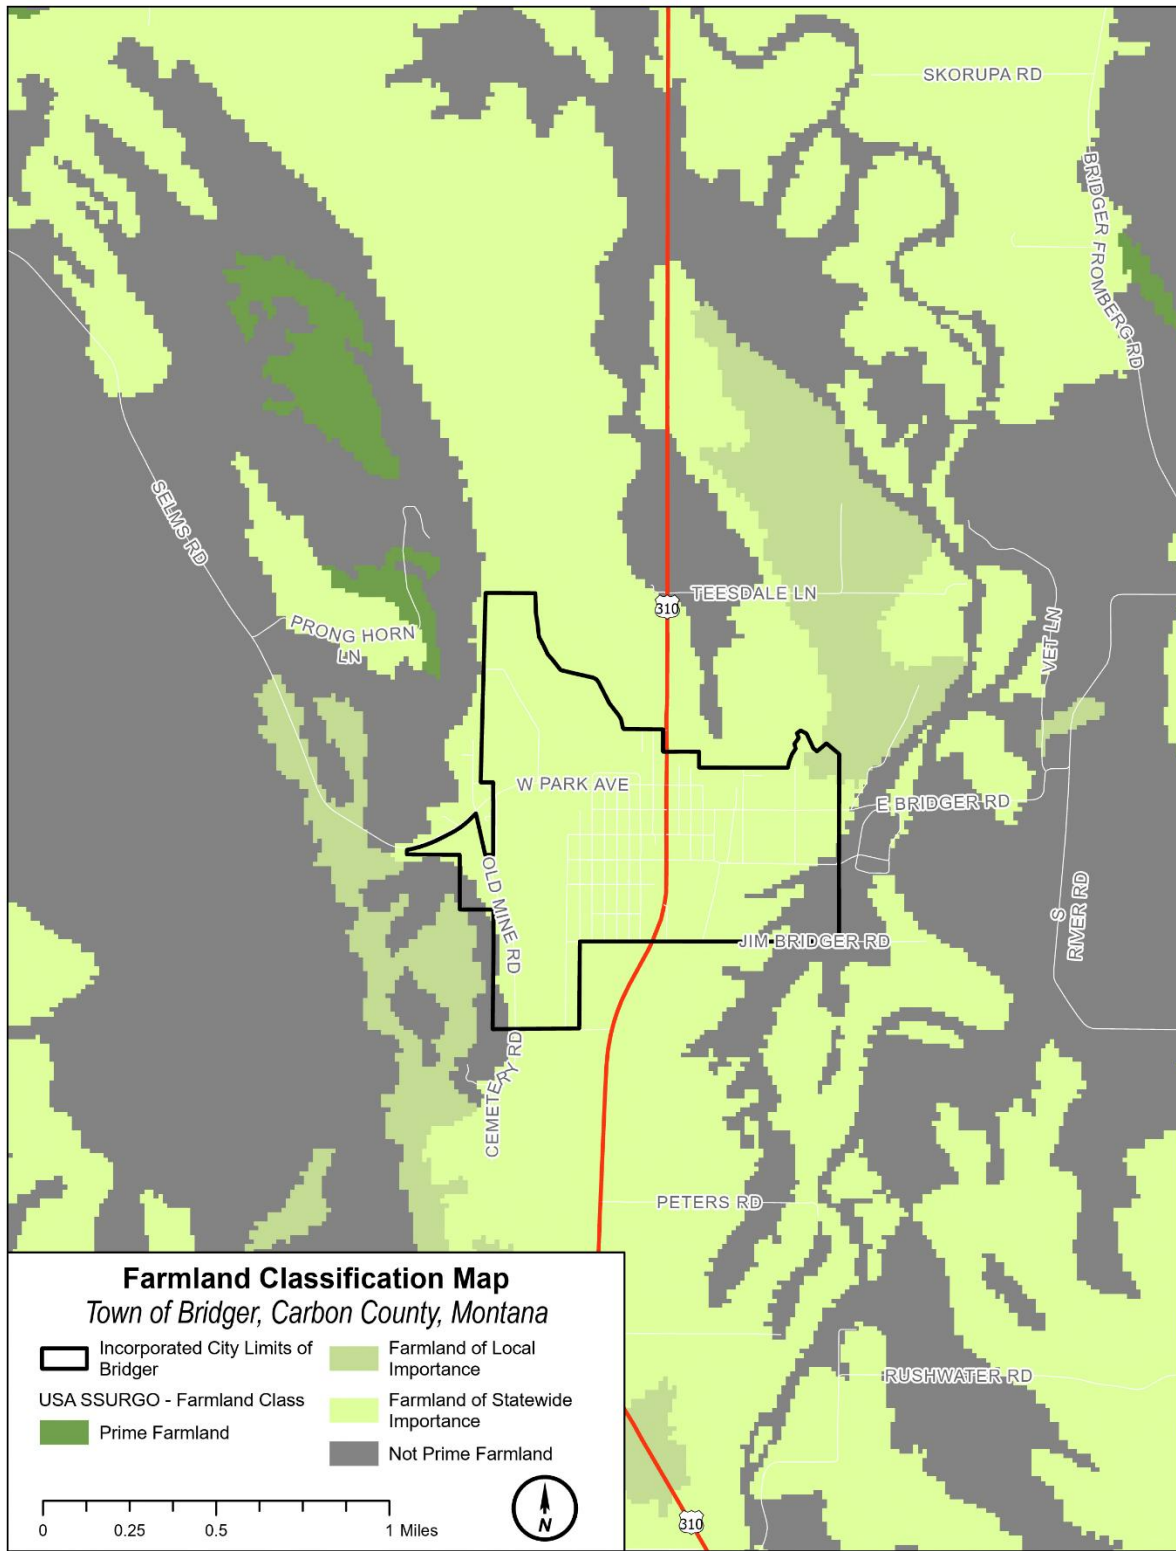 SKORUPA RD
BRIDGER FROMBERG RD
SELMS RD
TEESDALE LN
310
PRONG HORN
LN
VET LN
W PARK AVE
E BRIDGER RD
OLD MINE RD
S
RIVER RD
JIM BRIDGER RD
CEMETERY RD
PETERS RD
RUSHWATER RD
310
Farmland Classification Map
Town of Bridger, Carbon County, Montana
Incorporated City Limits of
Bridger
USA SSURGO - Farmland Class
Prime Farmland
Farmland of Local
Importance
Farmland of Statewide
Importance
Not Prime Farmland
0 0.25 0.5 1 Miles
N